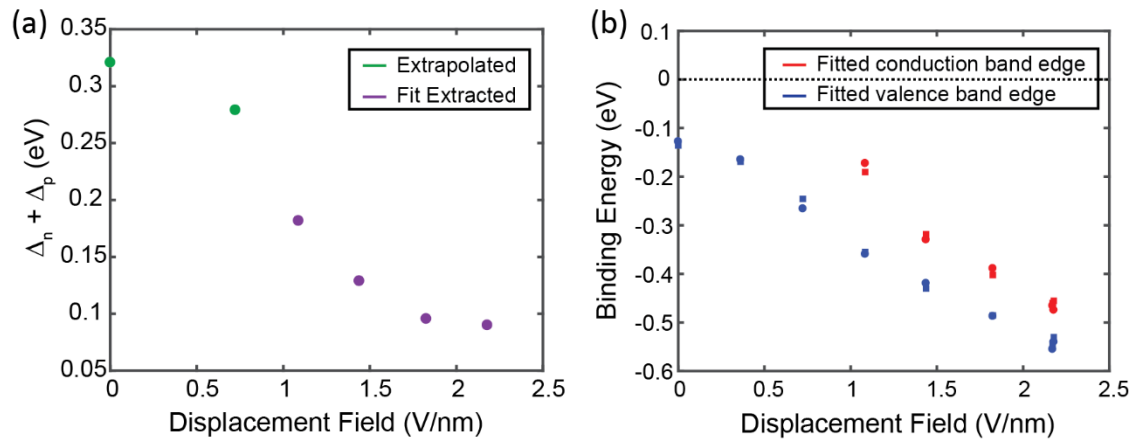 (a)
0.35
0.3
0.25
0.2
0.15
0.1
0.05
Δn + Δp (eV)
Extrapolated
Fit Extracted
0
0.5
1
1.5
2
2.5
Displacement Field (V/nm)
(b)
0.1
0
-0.1
-0.2
-0.3
-0.4
-0.5
-0.6
Binding Energy (eV)
Fitted conduction band edge
Fitted valence band edge
0
0.5
1
1.5
2
2.5
Displacement Field (V/nm)